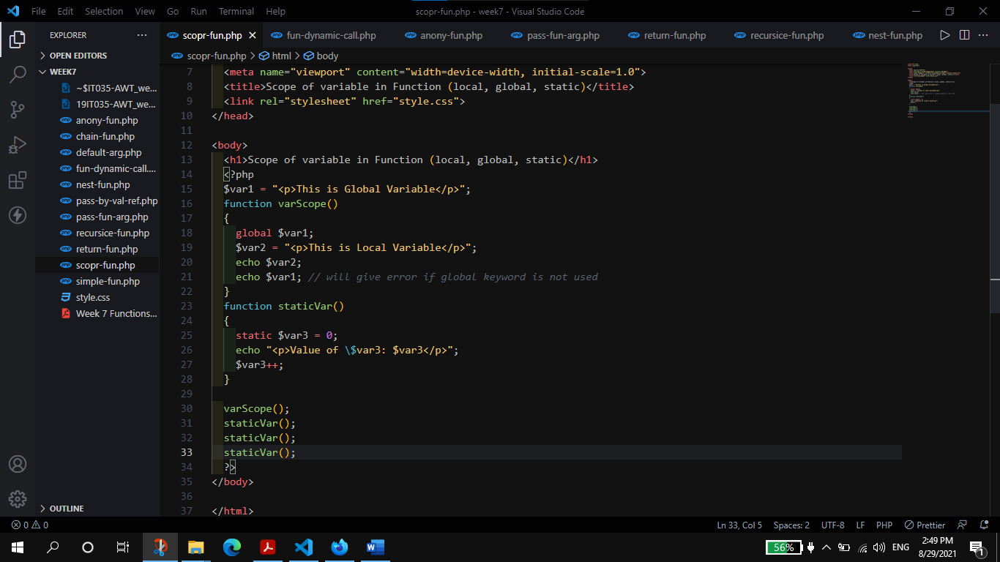 File Edit Selection View Go Run Terminal Help scopr-fun.php - week7 - Visual Studio Code
EXPLORER
OPEN EDITORS
WEEK7
~$IT035-AWT_we...
19IT035-AWT_we...
anony-fun.php
chain-fun.php
default-arg.php
fun-dynamic-call....
nest-fun.php
pass-by-val-ref.php
pass-fun-arg.php
recursice-fun.php
return-fun.php
scopr-fun.php
simple-fun.php
style.css
Week 7 Functions...
OUTLINE
scopr-fun.php fun-dynamic-call.php anony-fun.php pass-fun-arg.php return-fun.php recursice-fun.php nest-fun.php
scopr-fun.php > html > body
7 <meta name="viewport" content="width=device-width, initial-scale=1.0">
8 <title>Scope of variable in Function (local, global, static)</title>
9 <link rel="stylesheet" href="style.css">
10 </head>
11
12 <body>
13 <h1>Scope of variable in Function (local, global, static)</h1>
14 <?php
15 $var1 = "<p>This is Global Variable</p>";
16 function varScope()
17 {
18 global $var1;
19 $var2 = "<p>This is Local Variable</p>";
20 echo $var2;
21 echo $var1; // will give error if global keyword is not used
22 }
23 function staticVar()
24 {
25 static $var3 = 0;
26 echo "<p>Value of \$var3: $var3</p>";
27 $var3++;
28 }
29
30 varScope();
31 staticVar();
32 staticVar();
33 staticVar();
34 ?>
35 </body>
36
37 </html>
0 0 Ln 33, Col 5 Spaces: 2 UTF-8 LF PHP Prettier
56% ENG 2:49 PM
8/29/2021
1